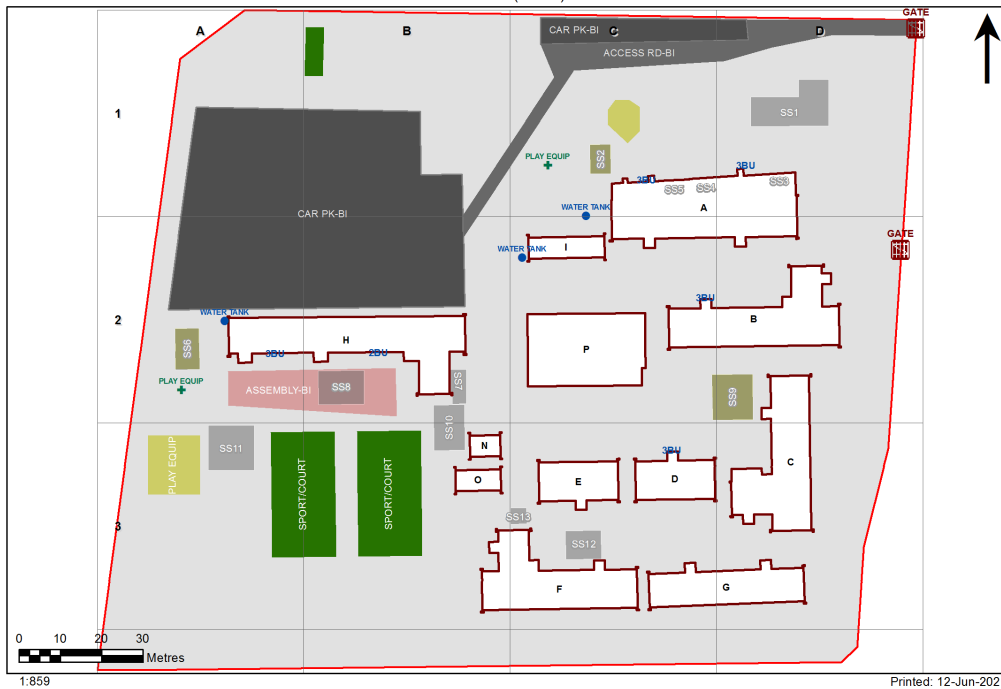 GATE
A
B
CAR PK-BI
C
D
ACCESS RD-BI
1
SS1
SS2
PLAY EQUIP
3BU
3BU
SS5
SS4
SS3
WATER TANK
A
CAR PK-BI
GATE
WATER TANK
I
3BU
WATER TANK
2
B
H
P
SS6
3BU
2BU
PLAY EQUIP
ASSEMBLY-BI
SS8
SS7
SS9
SS10
SS11
N
3BU
PLAY EQUIP
SPORT/COURT
SPORT/COURT
O
E
D
C
3
SS13
SS12
F
G
0 10 20 30
Metres
1:859
Printed: 12-Jun-202